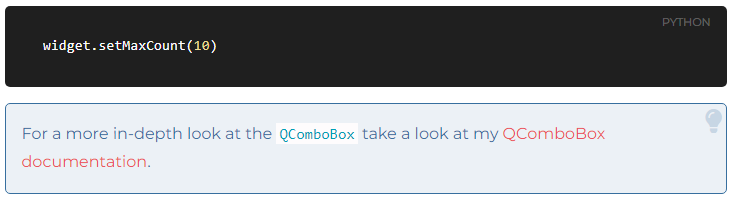 PYTHON
widget.setMaxCount(10)
For a more in-depth look at the QComboBox take a look at my QComboBox
documentation.